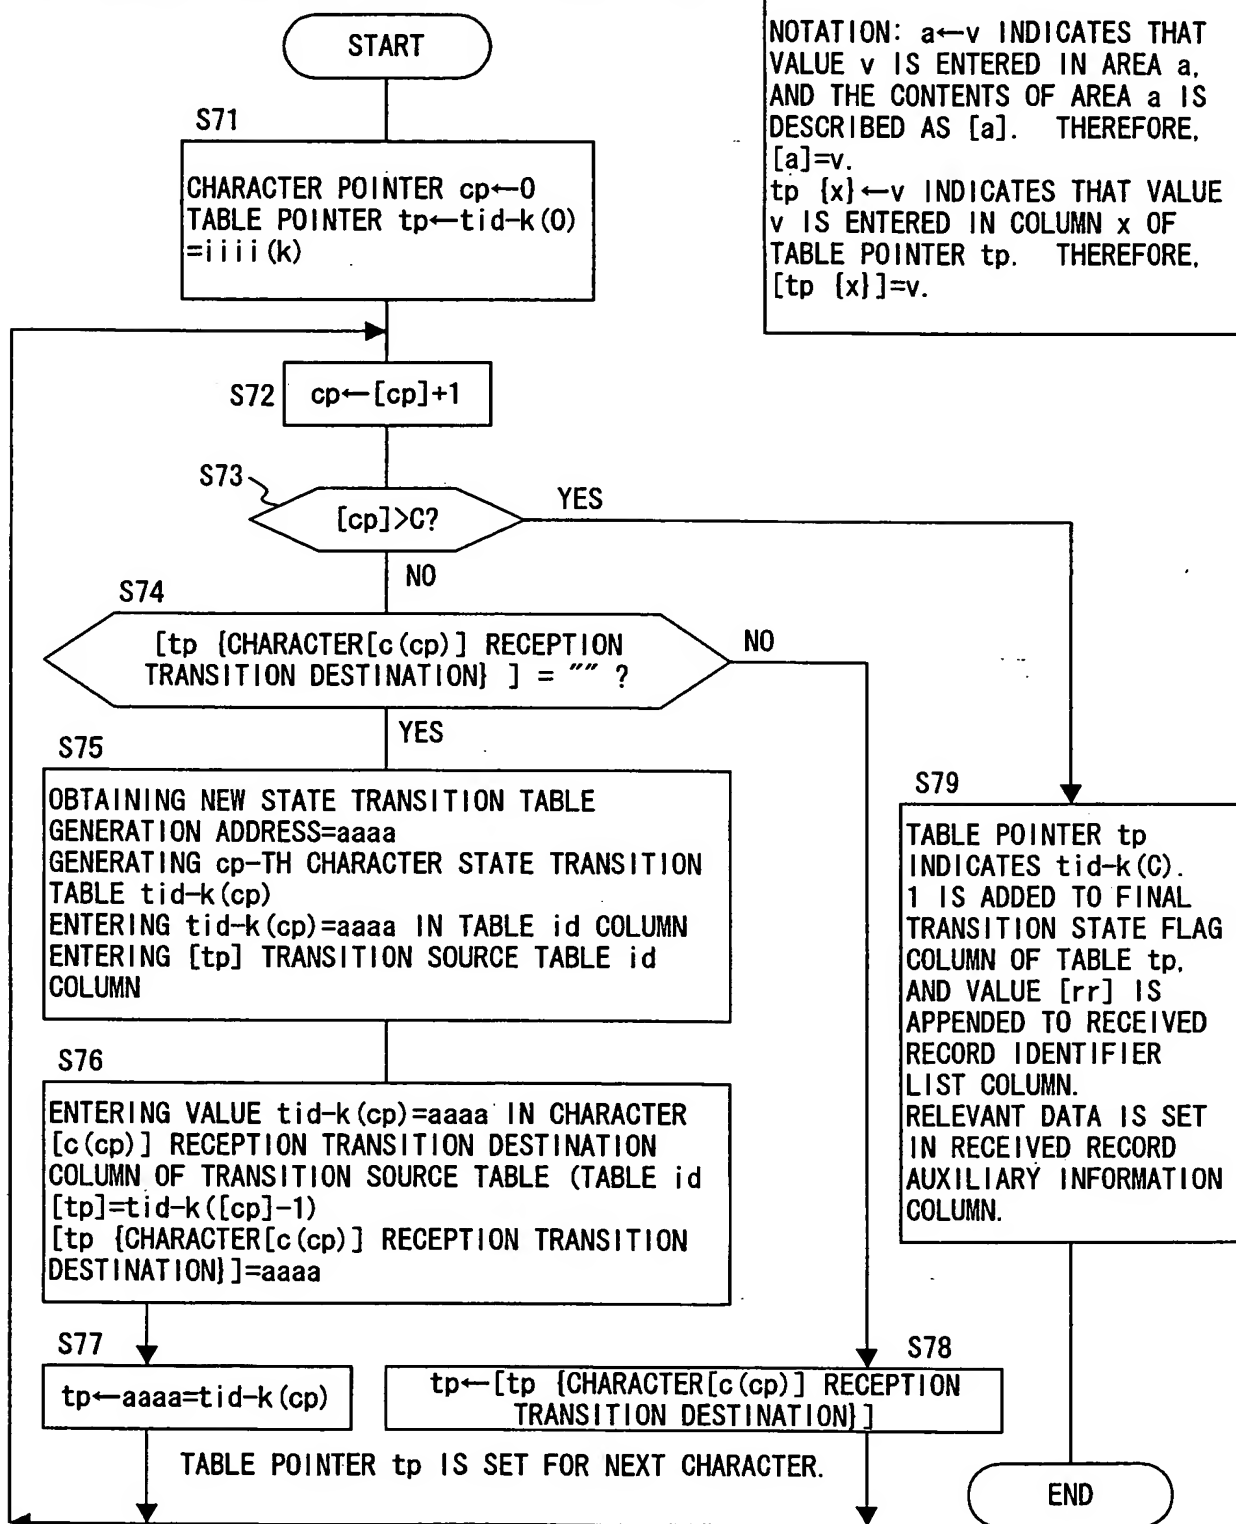 START
S71
CHARACTER POINTER cp←0
TABLE POINTER tp←tid-k(0)
=iiii(k)
NOTATION: a←v INDICATES THAT
VALUE v IS ENTERED IN AREA a,
AND THE CONTENTS OF AREA a IS
DESCRIBED AS [a]. THEREFORE,
[a]=v.
tp {x}←v INDICATES THAT VALUE
v IS ENTERED IN COLUMN x OF
TABLE POINTER tp. THEREFORE,
[tp {x}]=v.
S72
cp←[cp]+1
S73
[cp]>C?
YES
NO
S74
[tp {CHARACTER[c(cp)] RECEPTION
TRANSITION DESTINATION} ] = "" ?
NO
YES
S75
OBTAINING NEW STATE TRANSITION TABLE
GENERATION ADDRESS=aaaa
GENERATING cp-TH CHARACTER STATE TRANSITION
TABLE tid-k(cp)
ENTERING tid-k(cp)=aaaa IN TABLE id COLUMN
ENTERING [tp] TRANSITION SOURCE TABLE id
COLUMN
S76
ENTERING VALUE tid-k(cp)=aaaa IN CHARACTER
[c(cp)] RECEPTION TRANSITION DESTINATION
COLUMN OF TRANSITION SOURCE TABLE (TABLE id
[tp]=tid-k([cp]-1)
[tp {CHARACTER[c(cp)] RECEPTION TRANSITION
DESTINATION}]=aaaa
S77
tp←aaaa=tid-k(cp)
S78
tp←[tp {CHARACTER[c(cp)] RECEPTION
TRANSITION DESTINATION}]
TABLE POINTER tp IS SET FOR NEXT CHARACTER.
S79
TABLE POINTER tp
INDICATES tid-k(C).
1 IS ADDED TO FINAL
TRANSITION STATE FLAG
COLUMN OF TABLE tp,
AND VALUE [rr] IS
APPENDED TO RECEIVED
RECORD IDENTIFIER
LIST COLUMN.
RELEVANT DATA IS SET
IN RECEIVED RECORD
AUXILIARY INFORMATION
COLUMN.
END